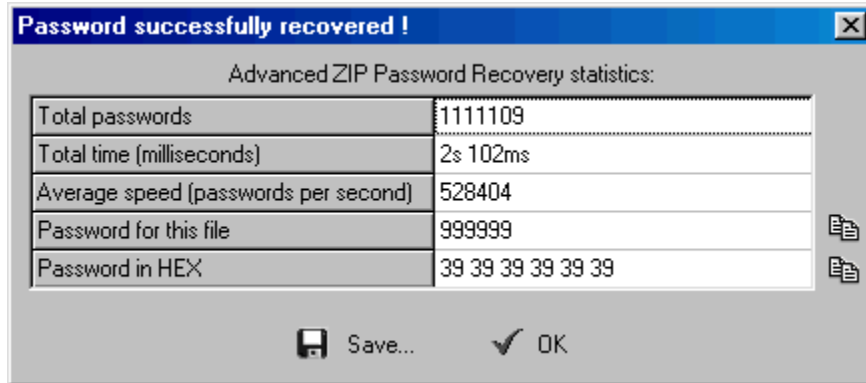 Password successfully recovered !
Advanced ZIP Password Recovery statistics:
Total passwords 1111109
Total time (milliseconds) 2s 102ms
Average speed (passwords per second) 528404
Password for this file 999999
Password in HEX 39 39 39 39 39 39
Save... OK